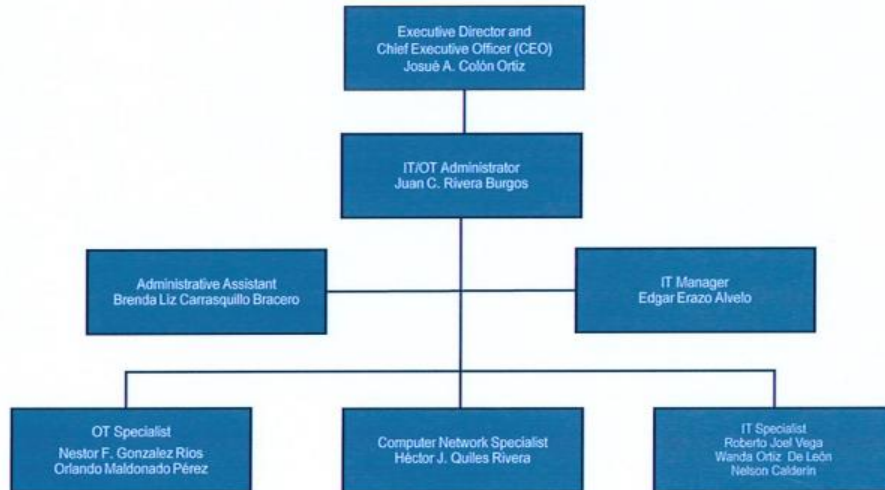 Executive Director and
Chief Executive Officer (CEO)
Josué A. Colón Ortiz
IT/OT Administrator
Juan C. Rivera Burgos
Administrative Assistant
Brenda Liz Carrasquillo Bracero
IT Manager
Edgar Erazo Alvelo
OT Specialist
Nestor F. Gonzalez Ríos
Orlando Maldonado Pérez
Computer Network Specialist
Héctor J. Quiles Rivera
IT Specialist
Roberto Joel Vega
Wanda Ortiz De León
Nelson Calderín